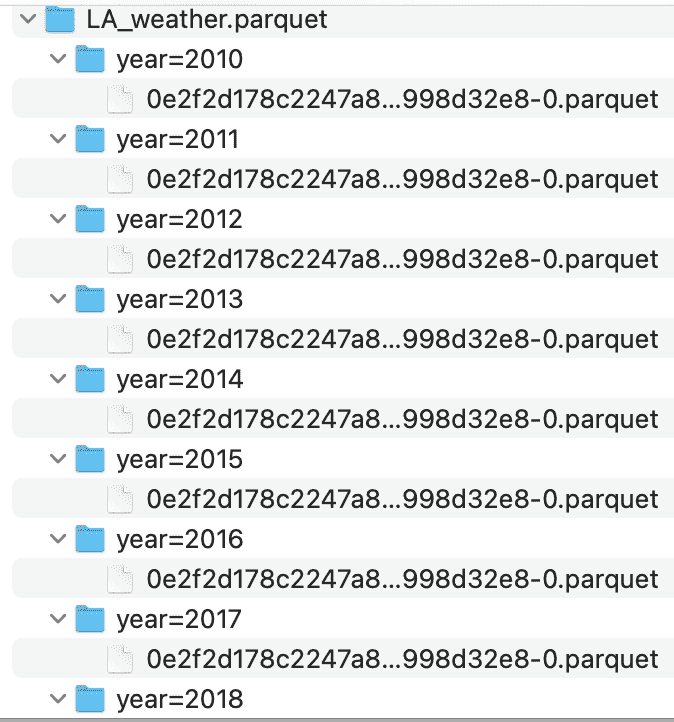 LA_weather.parquet
year=2010
0e2f2d178c2247a8...998d32e8-0.parquet
year=2011
0e2f2d178c2247a8...998d32e8-0.parquet
year=2012
0e2f2d178c2247a8...998d32e8-0.parquet
year=2013
0e2f2d178c2247a8...998d32e8-0.parquet
year=2014
0e2f2d178c2247a8...998d32e8-0.parquet
year=2015
0e2f2d178c2247a8...998d32e8-0.parquet
year=2016
0e2f2d178c2247a8...998d32e8-0.parquet
year=2017
0e2f2d178c2247a8...998d32e8-0.parquet
year=2018